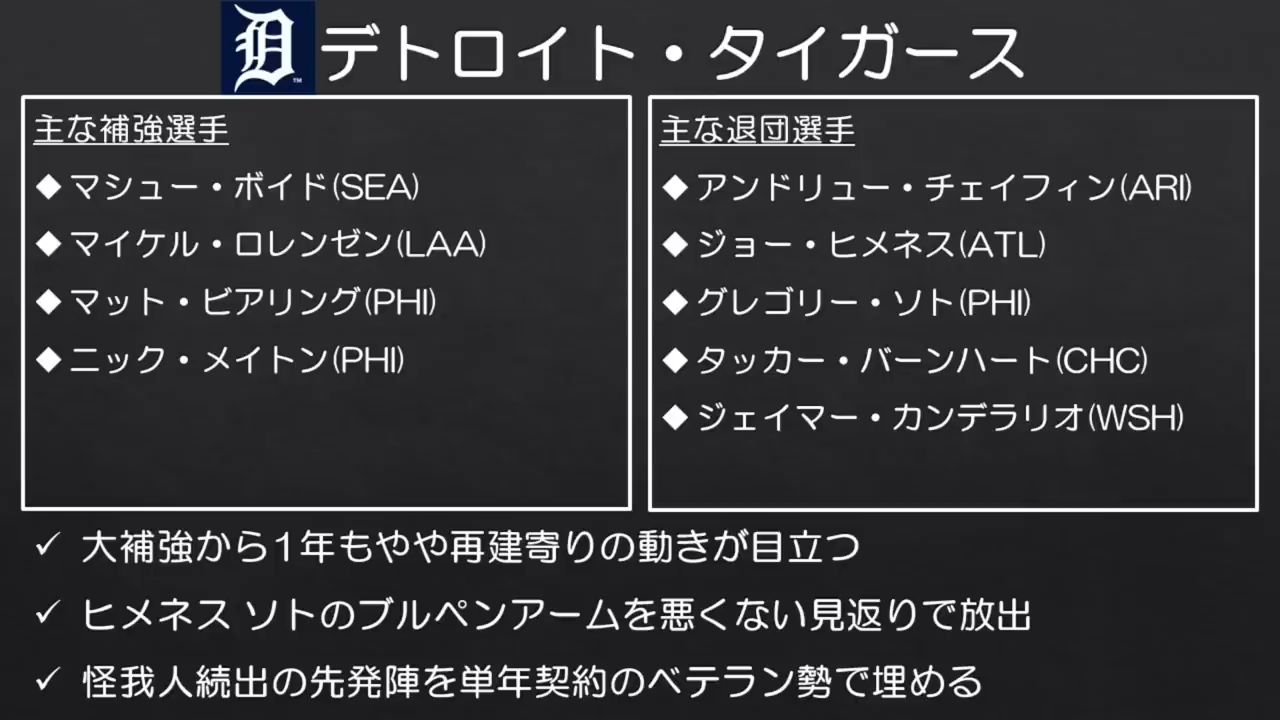 デトロイト・タイガース
主な補強選手
◆マシュー・ボイド(SEA)
◆マイケル・ロレンゼン(LAA)
◆マット・ビアリング(PHI)
◆ニック・メイトン(PHI)
主な退団選手
◆アンドリュー・チェイフィン(ARI)
◆ジョー・ヒメネス(ATL)
◆グレゴリー・ソト(PHI)
◆タッカー・バーンハート(CHC)
◆ジェイマー・カンデラリオ(WSH)
✓ 大補強から1年もやや再建寄りの動きが目立つ
✓ ヒメネス ソトのブルペンアームを悪くない見返りで放出
✓ 怪我人続出の先発陣を単年契約のベテラン勢で埋める